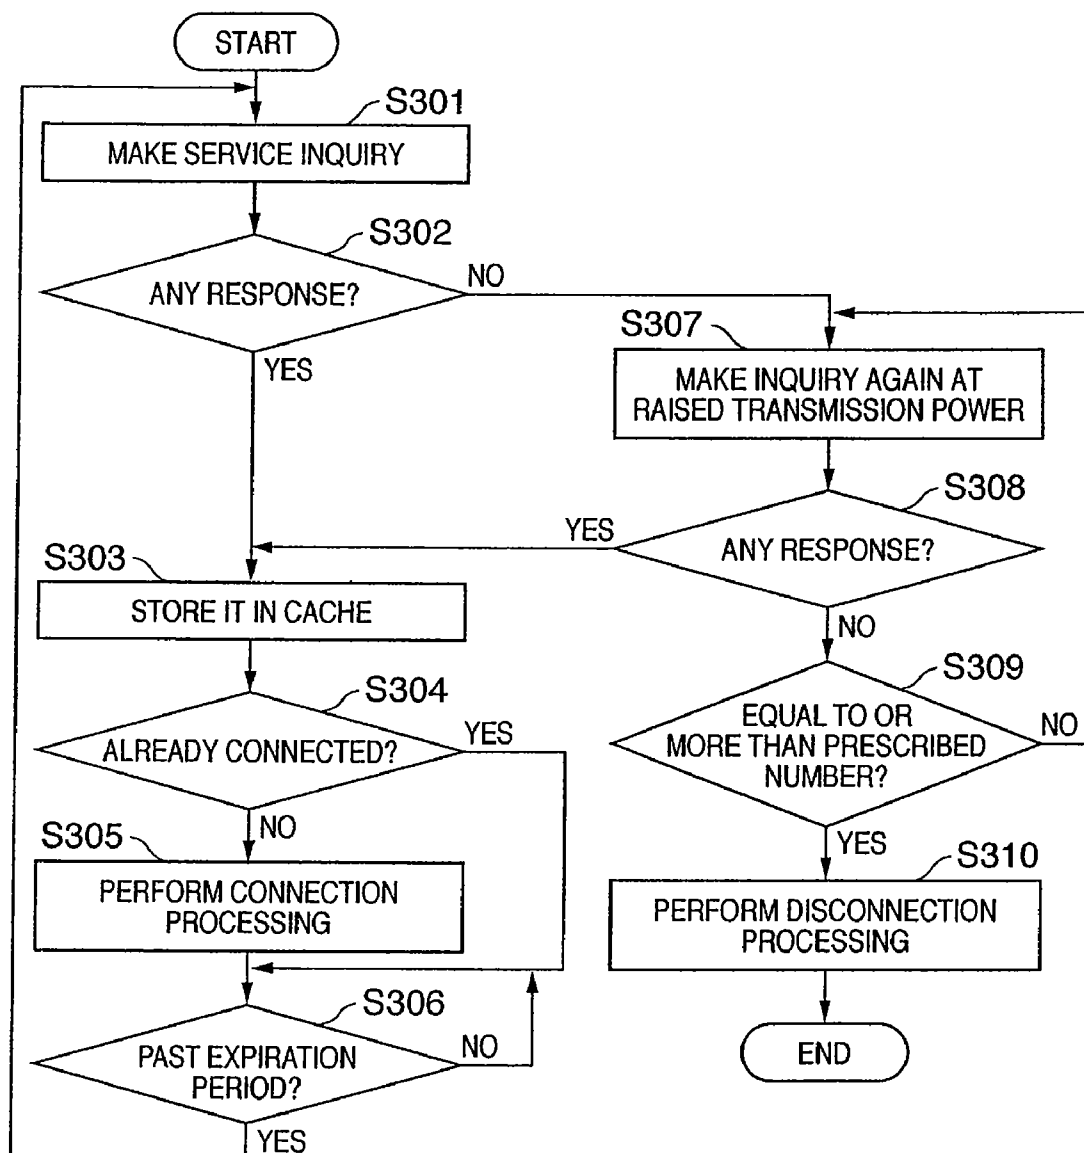 START
S301
MAKE SERVICE INQUIRY
S302
ANY RESPONSE?
NO
YES
S307
MAKE INQUIRY AGAIN AT
RAISED TRANSMISSION POWER
S308
ANY RESPONSE?
YES
NO
S303
STORE IT IN CACHE
S304
ALREADY CONNECTED?
YES
NO
S309
EQUAL TO OR
MORE THAN PRESCRIBED
NUMBER?
NO
YES
S305
PERFORM CONNECTION
PROCESSING
S310
PERFORM DISCONNECTION
PROCESSING
S306
PAST EXPIRATION
PERIOD?
NO
YES
END